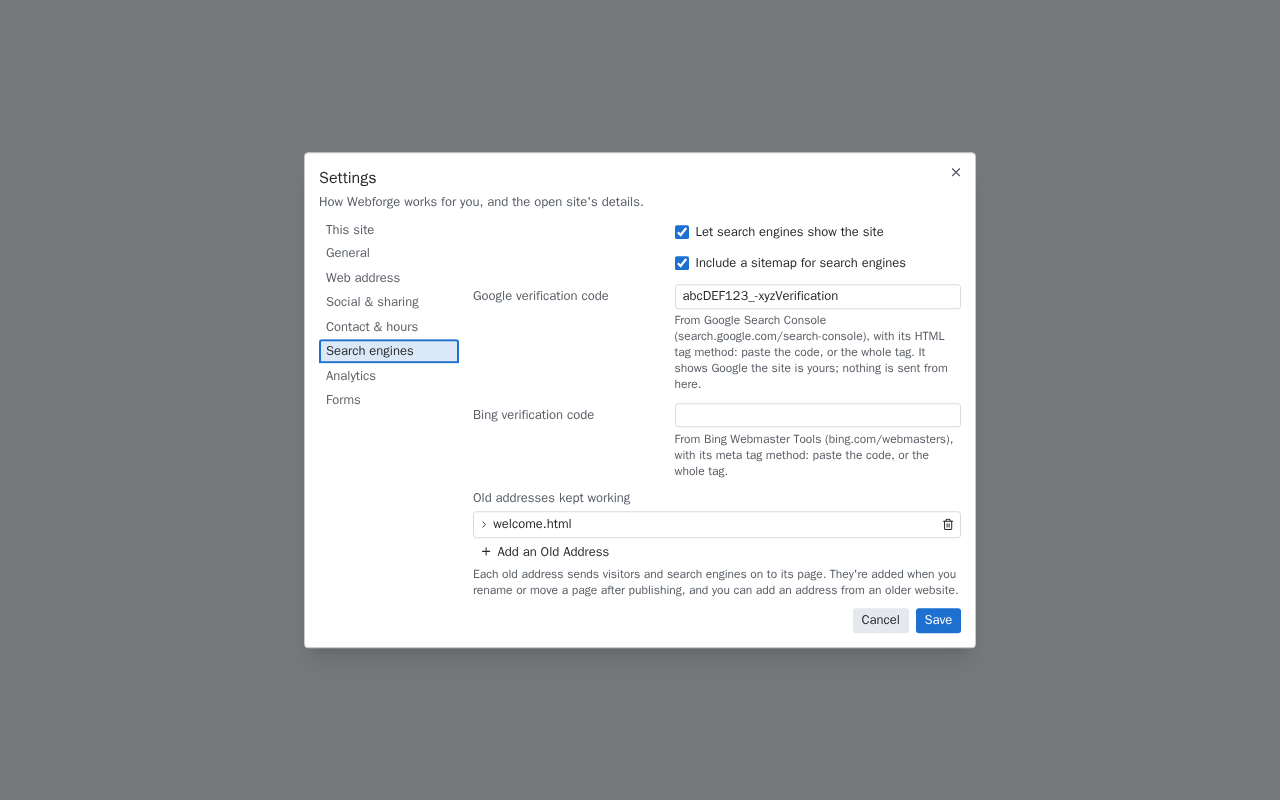 Settings
How Webforge works for you, and the open site's details.
This site
General
Web address
Social & sharing
Contact & hours
Search engines
Analytics
Forms
Let search engines show the site
Include a sitemap for search engines
Google verification code
abcDEF123_-xyzVerification
From Google Search Console
(search.google.com/search-console), with its HTML
tag method: paste the code, or the whole tag. It
shows Google the site is yours; nothing is sent from
here.
Bing verification code
From Bing Webmaster Tools (bing.com/webmasters),
with its meta tag method: paste the code, or the
whole tag.
Old addresses kept working
welcome.html
Add an Old Address
Each old address sends visitors and search engines on to its page. They're added when you
rename or move a page after publishing, and you can add an address from an older website.
Cancel
Save